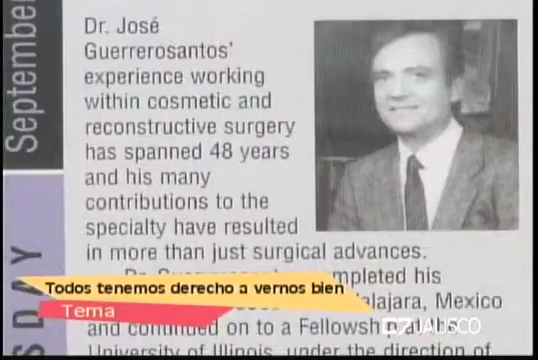 September
Dr. José
Guerrerosantos'
experience working
within cosmetic and
reconstructive surgery
has spanned 48 years
and his many
contributions to the
specialty have resulted
in more than just surgical advances.
completed his
Todos tenemos derecho a vernos bien
Tema
Mexico
and continued on to a Fellowship at the
C7 JALISCO
University of Illinois, under the direction of